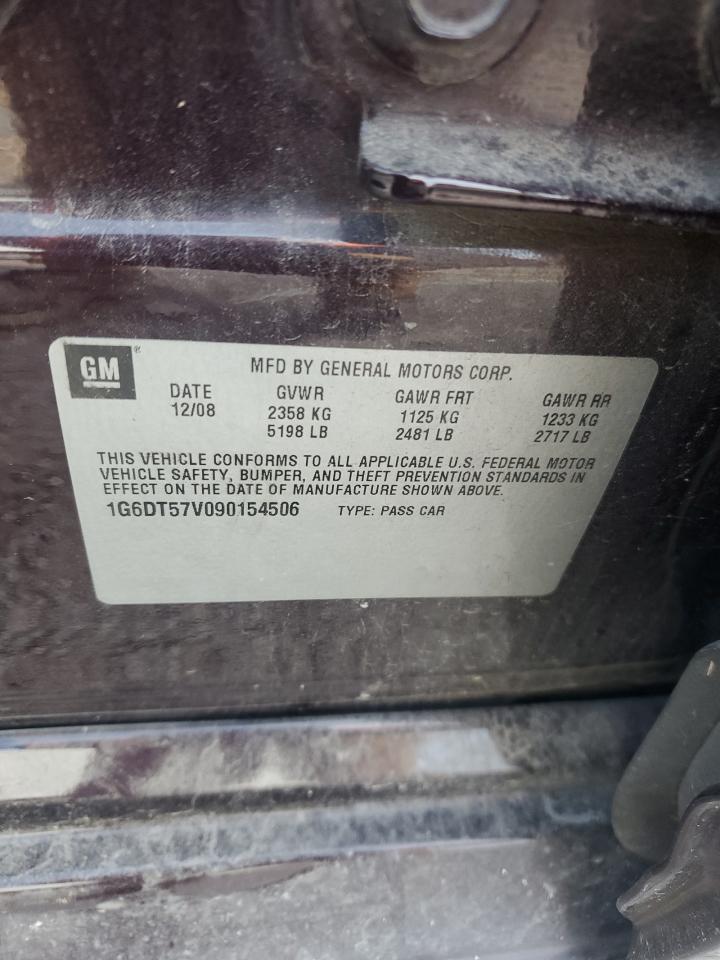 GM
MFD BY GENERAL MOTORS CORP.
DATE GVWR GAWR FRT GAWR RR
12/08 2358 KG 1125 KG 1233 KG
5198 LB 2481 LB 2717 LB
THIS VEHICLE CONFORMS TO ALL APPLICABLE U.S. FEDERAL MOTOR
VEHICLE SAFETY, BUMPER, AND THEFT PREVENTION STANDARDS IN
EFFECT ON THE DATE OF MANUFACTURE SHOWN ABOVE.
1G6DT57V090154506 TYPE: PASS CAR